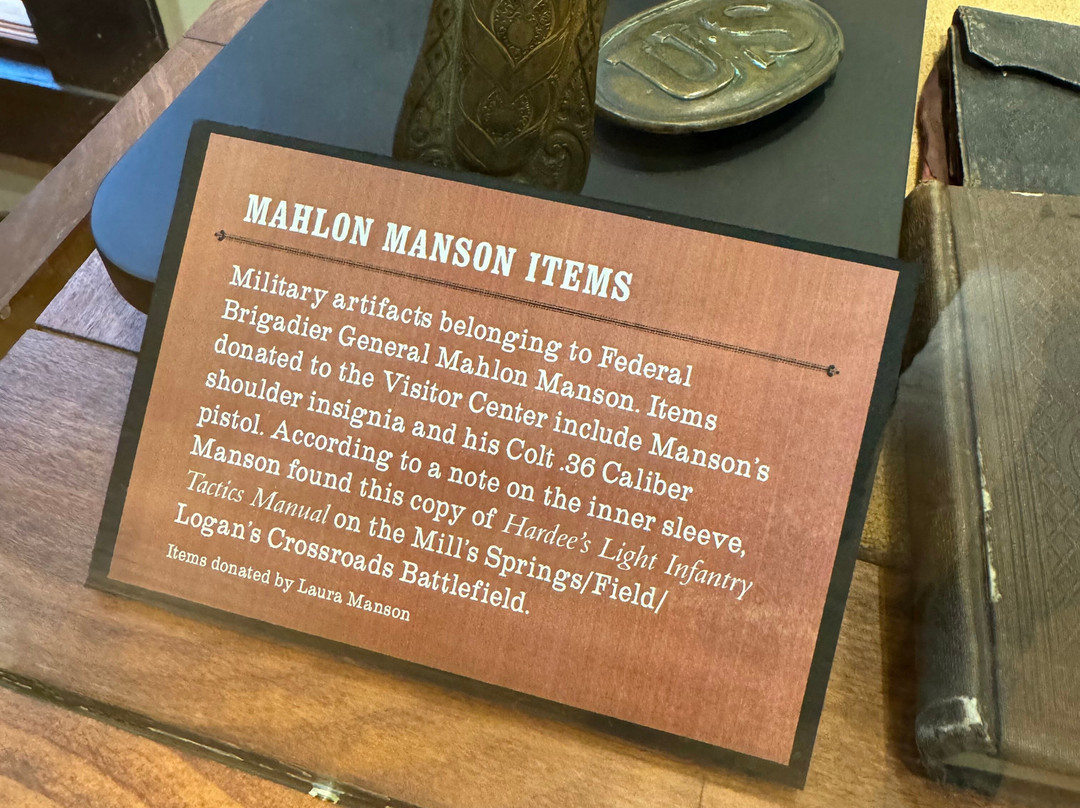 US
MAHLON MANSON ITEMS
Military artifacts belonging to Federal
Brigadier General Mahlon Manson. Items
donated to the Visitor Center include Manson's
shoulder insignia and his Colt .36 Caliber
pistol. According to a note on the inner sleeve,
Manson found this copy of Hardee's Light Infantry
Tactics Manual on the Mill's Springs/Field/
Logan's Crossroads Battlefield.
Items donated by Laura Manson